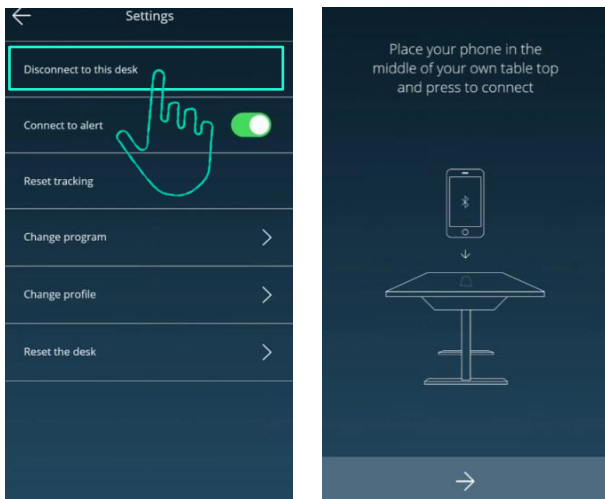 Settings
Disconnect to this desk
Connect to alert
Reset tracking
Change program
Change profile
Reset the desk
Place your phone in the
middle of your own table top
and press to connect